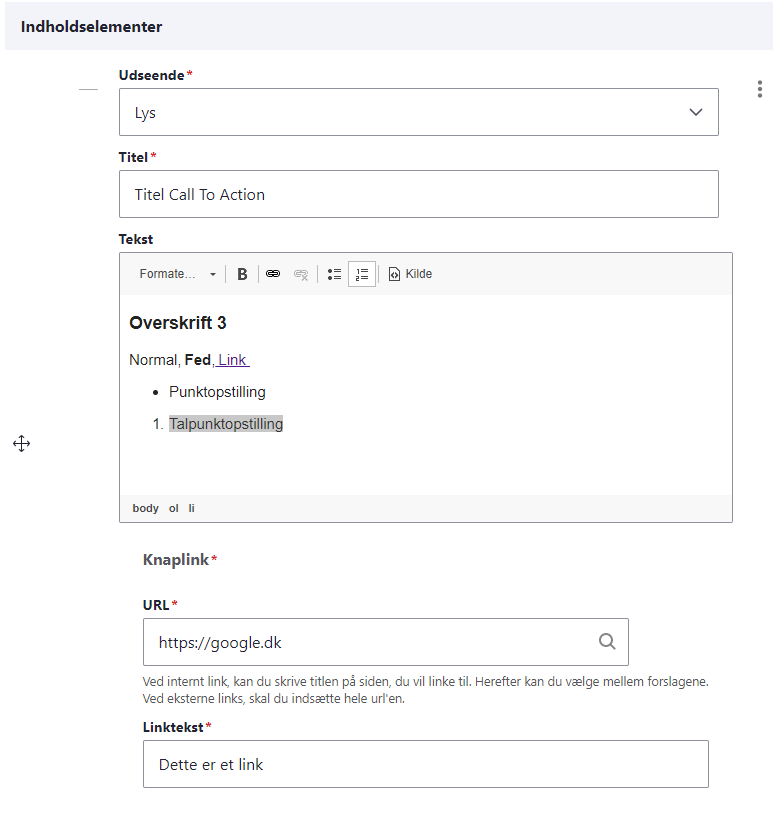 Indholdselementer
Udseende*
Lys
Titel*
Titel Call To Action
Tekst
Formate... B Kilde
Overskrift 3
Normal, Fed, Link
• Punktopstilling
1. Talpunktopstilling
body ol li
Knaplink*
URL*
https://google.dk
Ved internt link, kan du skrive titlen på siden, du vil linke til. Herefter kan du vælge mellem forslagene.
Ved eksterne links, skal du indsætte hele url'en.
Linktekst*
Dette er et link